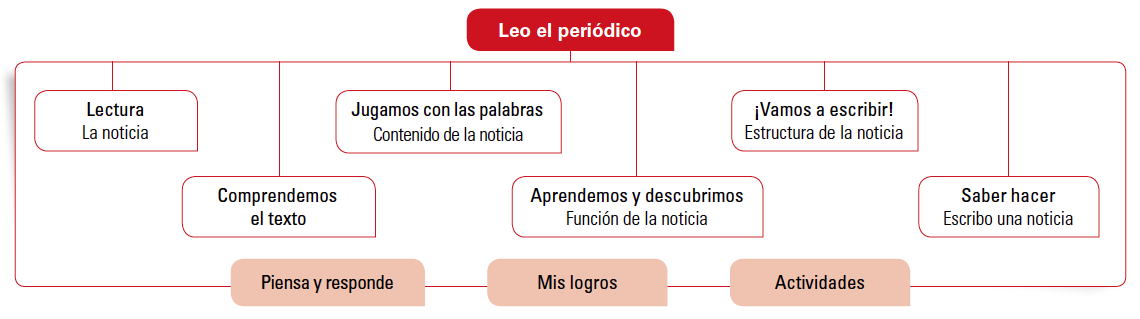 Leo el periódico
Lectura
La noticia
Comprendemos
el texto
Jugamos con las palabras
Contenido de la noticia
Aprendemos y descubrimos
Función de la noticia
¡Vamos a escribir!
Estructura de la noticia
Saber hacer
Escribo una noticia
Piensa y responde
Mis logros
Actividades